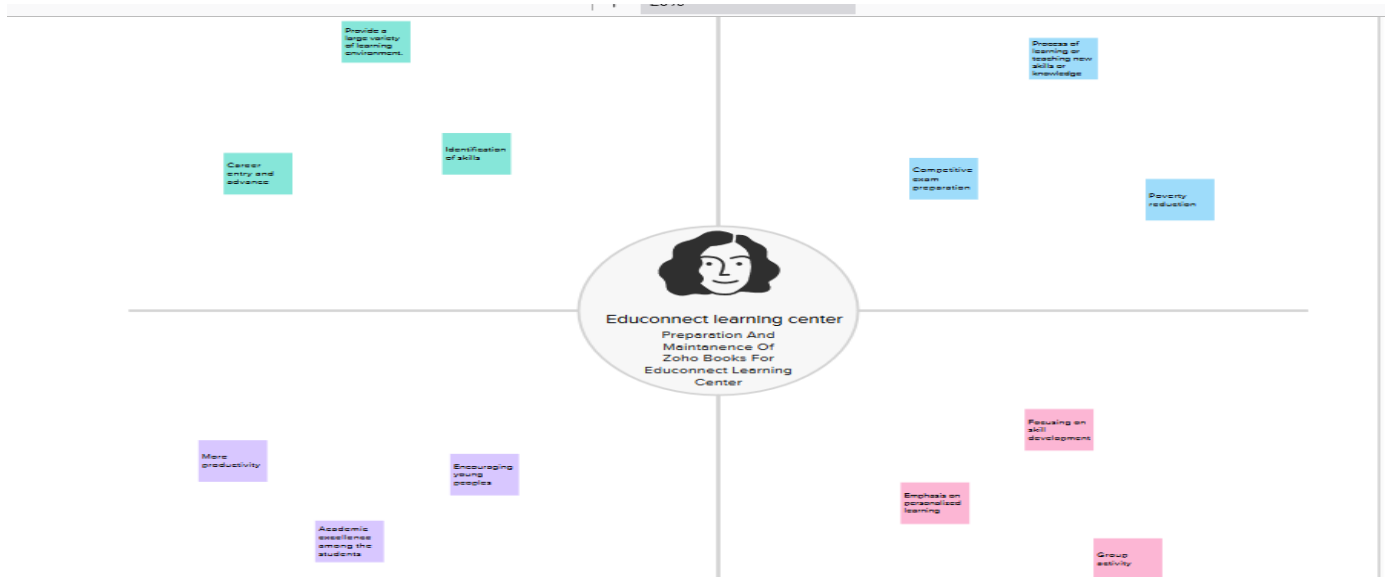 Provide a
large variety
of learning
environment.
Career
entry and
advance
Identification
of skills
Process of
learning or
teaching new
skills or
knowledge
Competitive
exam
preparation
Poverty
reduction
Educonnect learning center
Preparation And
Maintanence Of
Zoho Books For
Educonnect Learning
Center
More
productivity
Encouraging
young
peoples
Academic
excellence
among the
students
Focusing on
skill
development
Emphasis on
personalised
learning
Group
activity